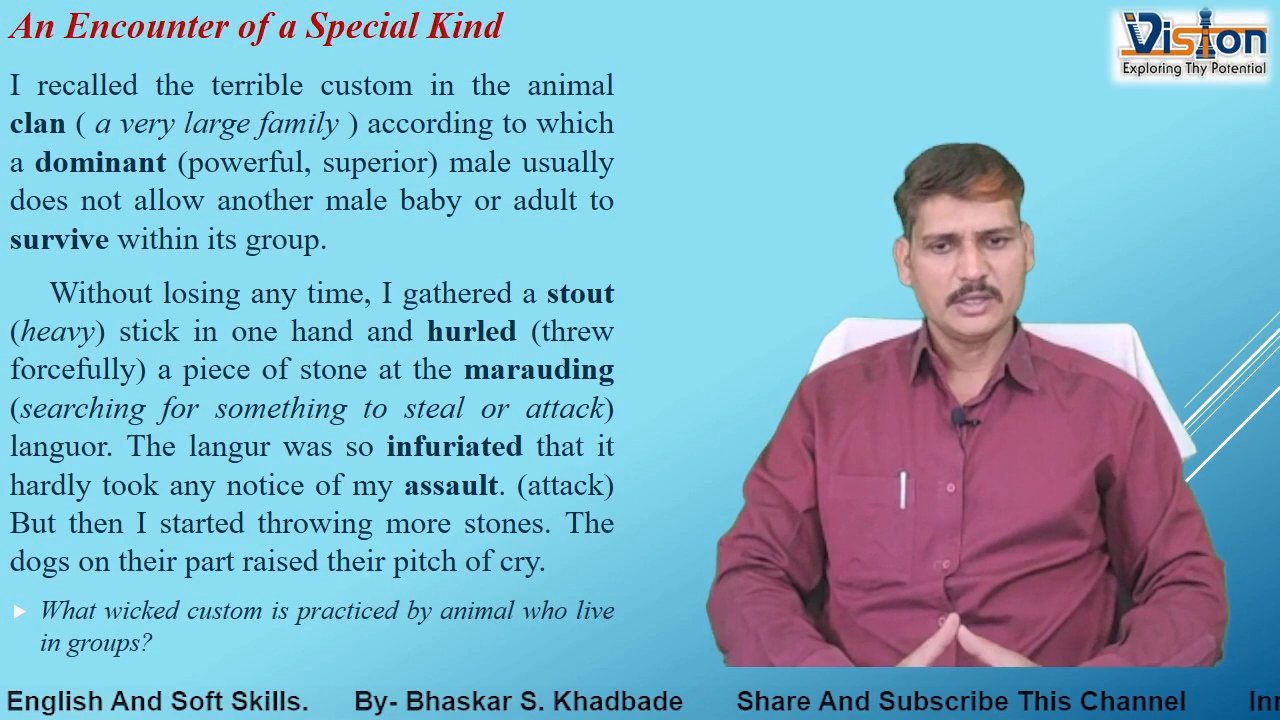 An Encounter of a Special Kind
Vision
Exploring Thy Potential
I recalled the terrible custom in the animal
clan ( a very large family ) according to which
a dominant (powerful, superior) male usually
does not allow another male baby or adult to
survive within its group.
Without losing any time, I gathered a stout
(heavy) stick in one hand and hurled (threw
forcefully) a piece of stone at the marauding
(searching for something to steal or attack)
languor. The langur was so infuriated that it
hardly took any notice of my assault. (attack)
But then I started throwing more stones. The
dogs on their part raised their pitch of cry.
What wicked custom is practiced by animal who live
in groups?
English And Soft Skills. By- Bhaskar S. Khadbade Share And Subscribe This Channel